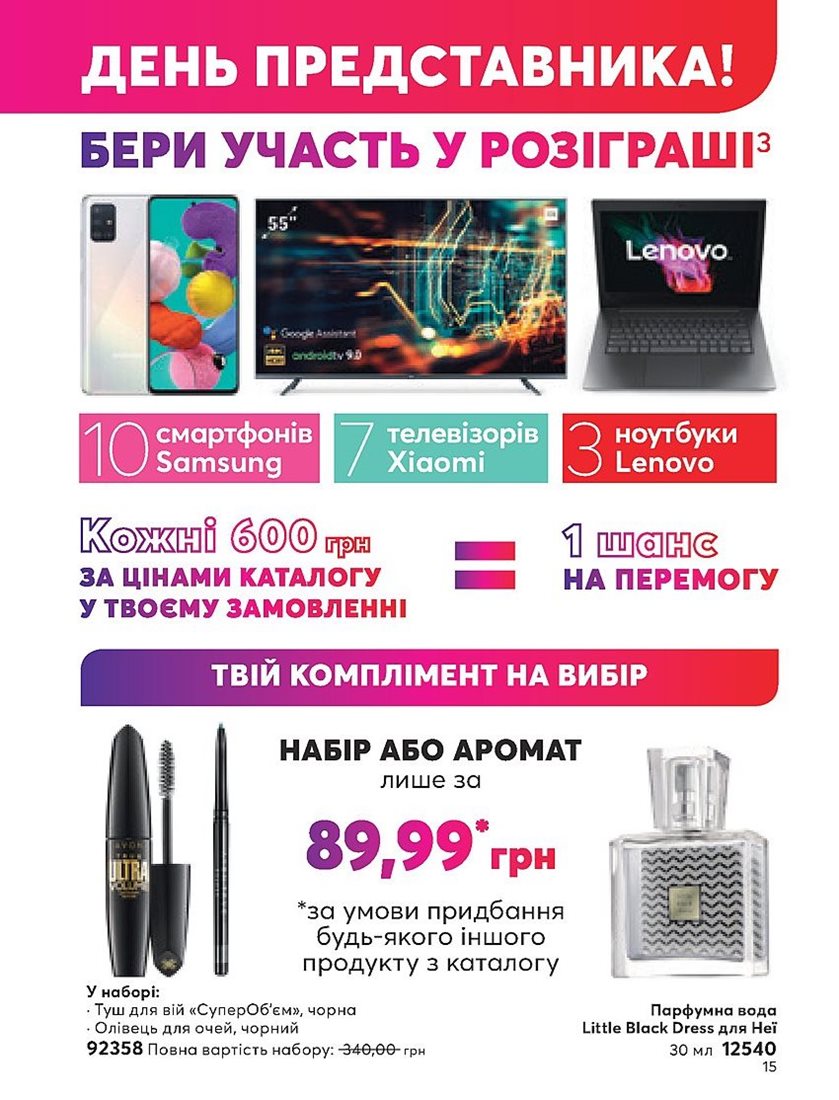 ДЕНЬ ПРЕДСТАВНИКА!
БЕРИ УЧАСТЬ У РОЗІГРАШІ³
55"
Google Assistant
4K HDR
androidtv 9.0
Lenovo
10 смартфонів Samsung
7 телевізорів Xiaomi
3 ноутбуки Lenovo
Кожні 600 грн
ЗА ЦІНАМИ КАТАЛОГУ
У ТВОЄМУ ЗАМОВЛЕННІ
=
1 шанс
НА ПЕРЕМОГУ
ТВІЙ КОМПЛІМЕНТ НА ВИБІР
НАБІР АБО АРОМАТ
лише за
89,99* грн
*за умови придбання
будь-якого іншого
продукту з каталогу
AVON
TRUE
ULTRA
VOLUME
У наборі:
· Туш для вій «СуперОб’єм», чорна
· Олівець для очей, чорний
92358 Повна вартість набору: 340,00 грн
Парфумна вода
Little Black Dress для Неї
30 мл 12540
15